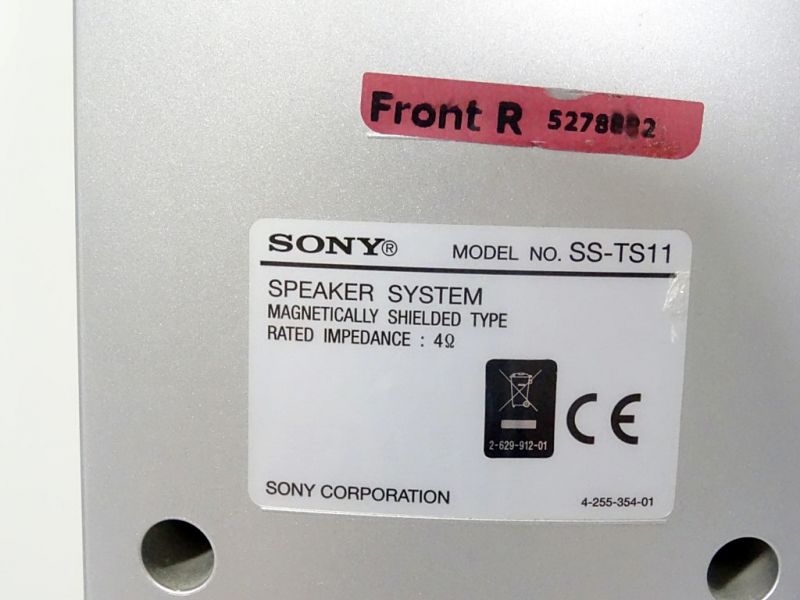 Front R
SONY® MODEL NO. SS-TS11
SPEAKER SYSTEM
MAGNETICALLY SHIELDED TYPE
RATED IMPEDANCE : 4Ω
2-629-912-01
CE
SONY CORPORATION 4-255-354-01